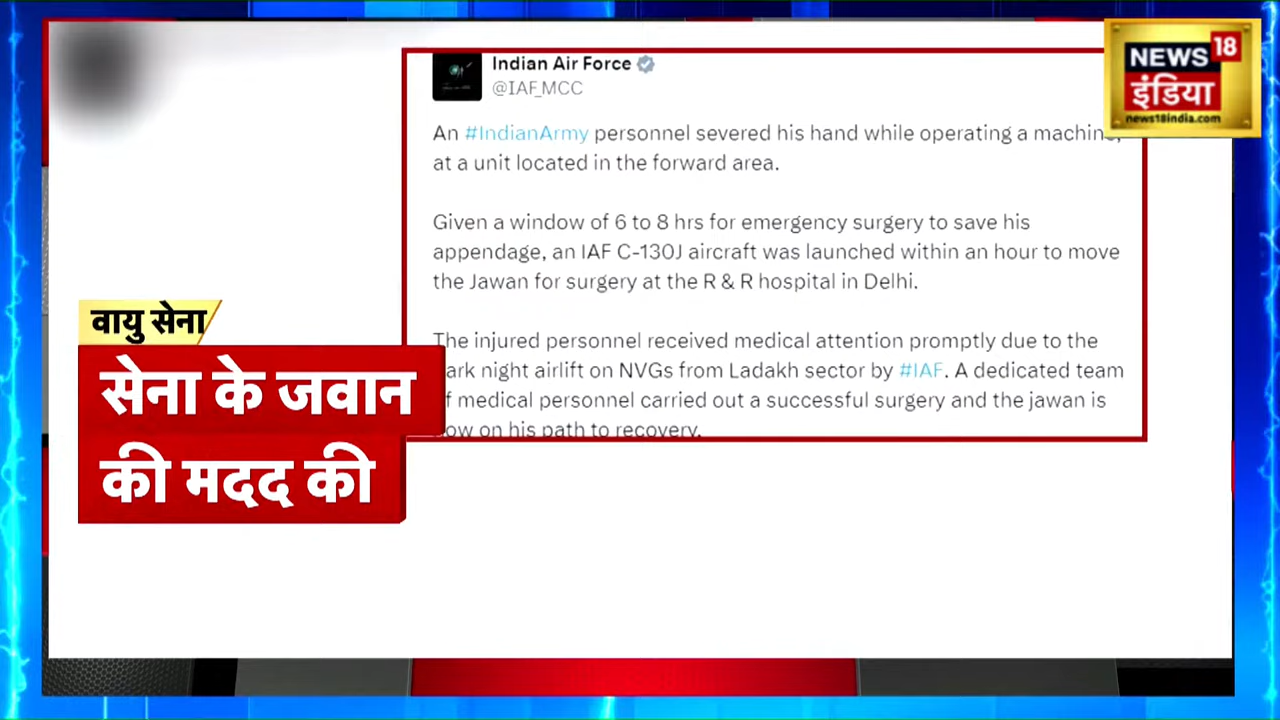 Indian Air Force
@IAF_MCC
NEWS 18
इंडिया
news18india.com
An #IndianArmy personnel severed his hand while operating a machine,
at a unit located in the forward area.
Given a window of 6 to 8 hrs for emergency surgery to save his
appendage, an IAF C-130J aircraft was launched within an hour to move
the Jawan for surgery at the R & R hospital in Delhi.
The injured personnel received medical attention promptly due to the
ark night airlift on NVGs from Ladakh sector by #IAF. A dedicated team
f medical personnel carried out a successful surgery and the jawan is
ow on his path to recovery.
वायु सेना
सेना के जवान
की मदद की